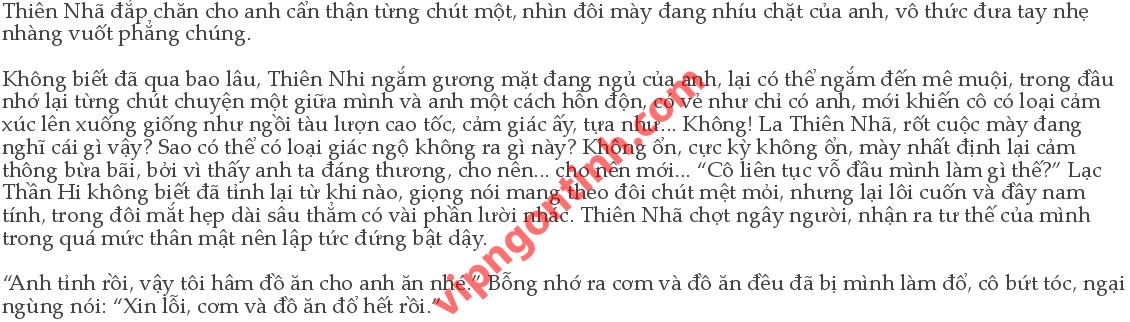 Thiên Nhã đắp chăn cho anh cẩn thận từng chút một, nhìn đôi mày đang nhíu chặt của anh, vô thức đưa tay nhẹ
nhàng vuốt phẳng chúng.
Không biết đã qua bao lâu, Thiên Nhi ngắm gương mặt đang ngủ của anh, lại có thể ngắm đến mê muội, trong đầu
nhớ lại từng chút chuyện một giữa mình và anh một cách hỗn độn, có vẻ như chỉ có anh, mới khiến cô có loại cảm
xúc lên xuống giống như ngồi tàu lượn cao tốc, cảm giác ấy, tựa như... Không! La Thiên Nhã, rốt cuộc mày đang
nghĩ cái gì vậy? Sao có thể có loại giác ngộ không ra gì này? Không ổn, cực kỳ không ổn, mày nhất định lại cảm
thông bừa bãi, bởi vì thấy anh ta đáng thương, cho nên... cho nên mới... “Cô liên tục vỗ đầu mình làm gì thế?” Lạc
Thần Hi không biết đã tỉnh lại từ khi nào, giọng nói mang theo đôi chút mệt mỏi, nhưng lại lôi cuốn và đầy nam
tính, trong đôi mắt hẹp dài sâu thẳm có vài phần lười nhác. Thiên Nhã chợt ngây người, nhận ra tư thế của mình
trong quá mức thân mật nên lập tức đứng bật dậy.
“Anh tỉnh rồi, vậy tôi hâm đồ ăn cho anh ăn nhé.” Bỗng nhớ ra cơm và đồ ăn đều đã bị mình làm đổ, cô bứt tóc, ngại
ngùng nói: “Xin lỗi, cơm và đồ ăn đổ hết rồi.”
vipngontinh.com